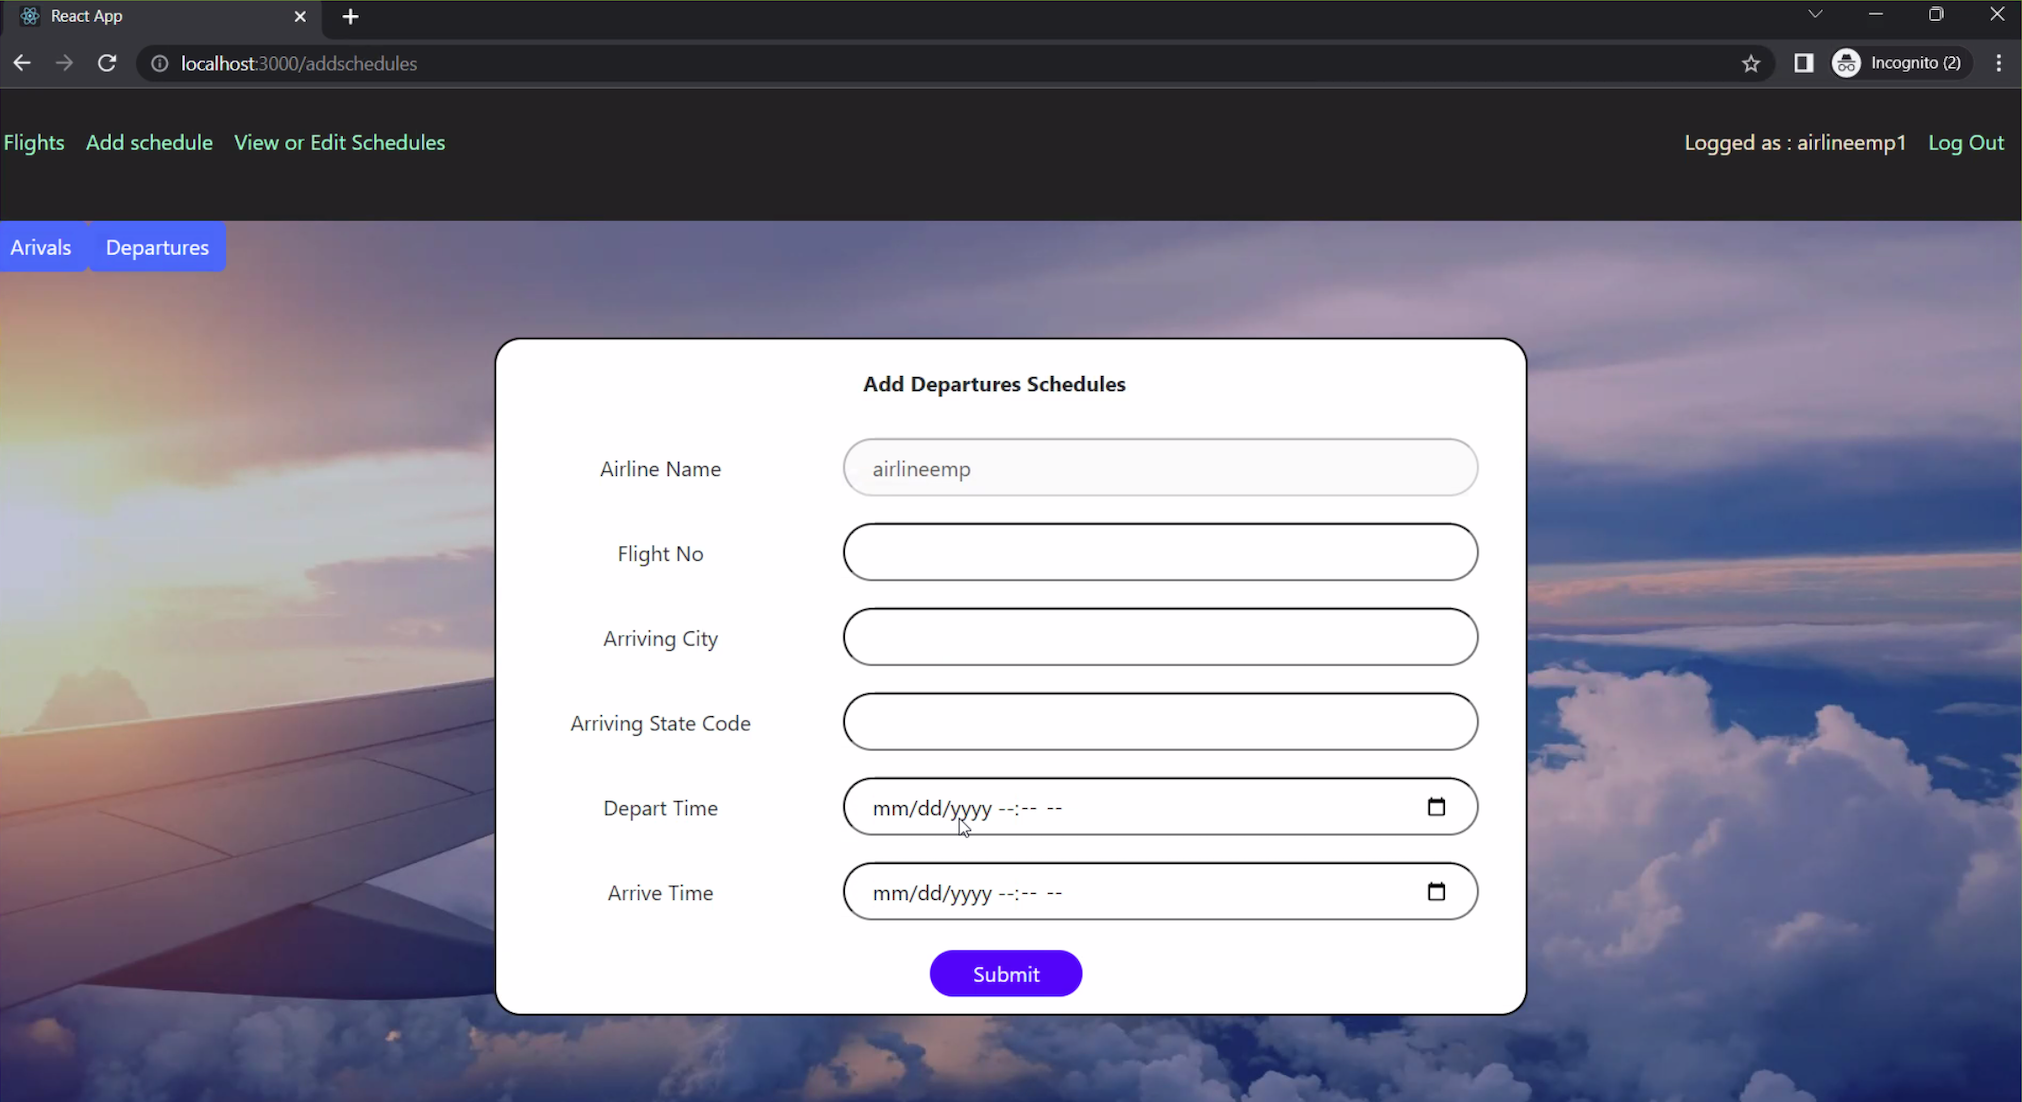 React App
localhost:3000/addschedules
Incognito (2)
Flights Add schedule View or Edit Schedules
Logged as : airlineemp1 Log Out
Arivals Departures
Add Departures Schedules
Airline Name airlineemp
Flight No
Arriving City
Arriving State Code
Depart Time mm/dd/yyyy --:-- --
Arrive Time mm/dd/yyyy --:-- --
Submit